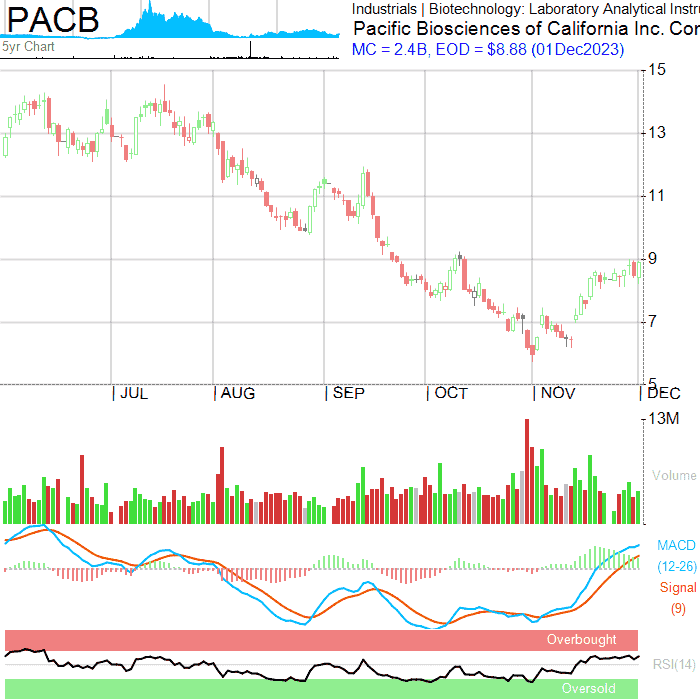 PACB
5yr Chart
Industrials | Biotechnology: Laboratory Analytical Instru
Pacific Biosciences of California Inc. Cor
MC = 2.4B, EOD = $8.88 (01Dec2023)
15
13
11
9
7
5
| JUL | AUG | SEP | OCT | NOV | DEC
13M
Volume
MACD
(12-26)
Signal
(9)
Overbought
RSI(14)
Oversold